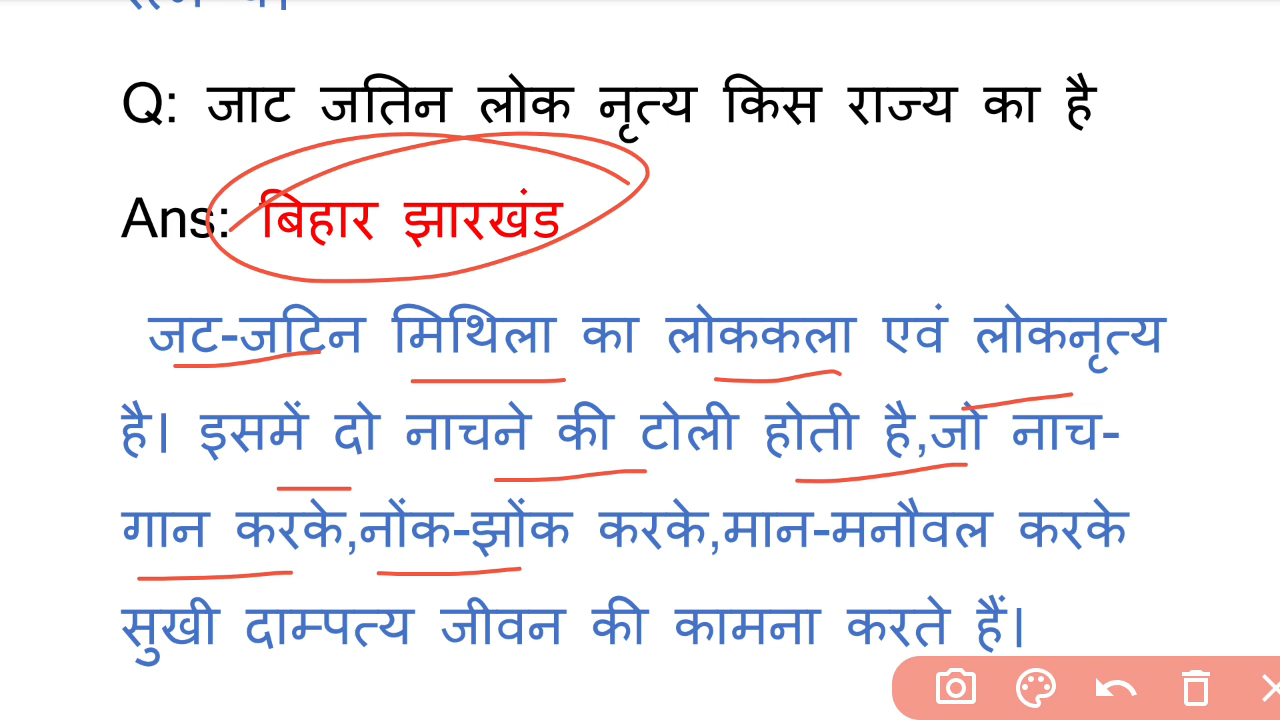 Q: जाट जतिन लोक नृत्य किस राज्य का है
Ans: बिहार झारखंड
जट-जटिन मिथिला का लोककला एवं लोकनृत्य
है। इसमें दो नाचने की टोली होती है,जो नाच-
गान करके,नोंक-झोंक करके,मान-मनौवल करके
सुखी दाम्पत्य जीवन की कामना करते हैं।